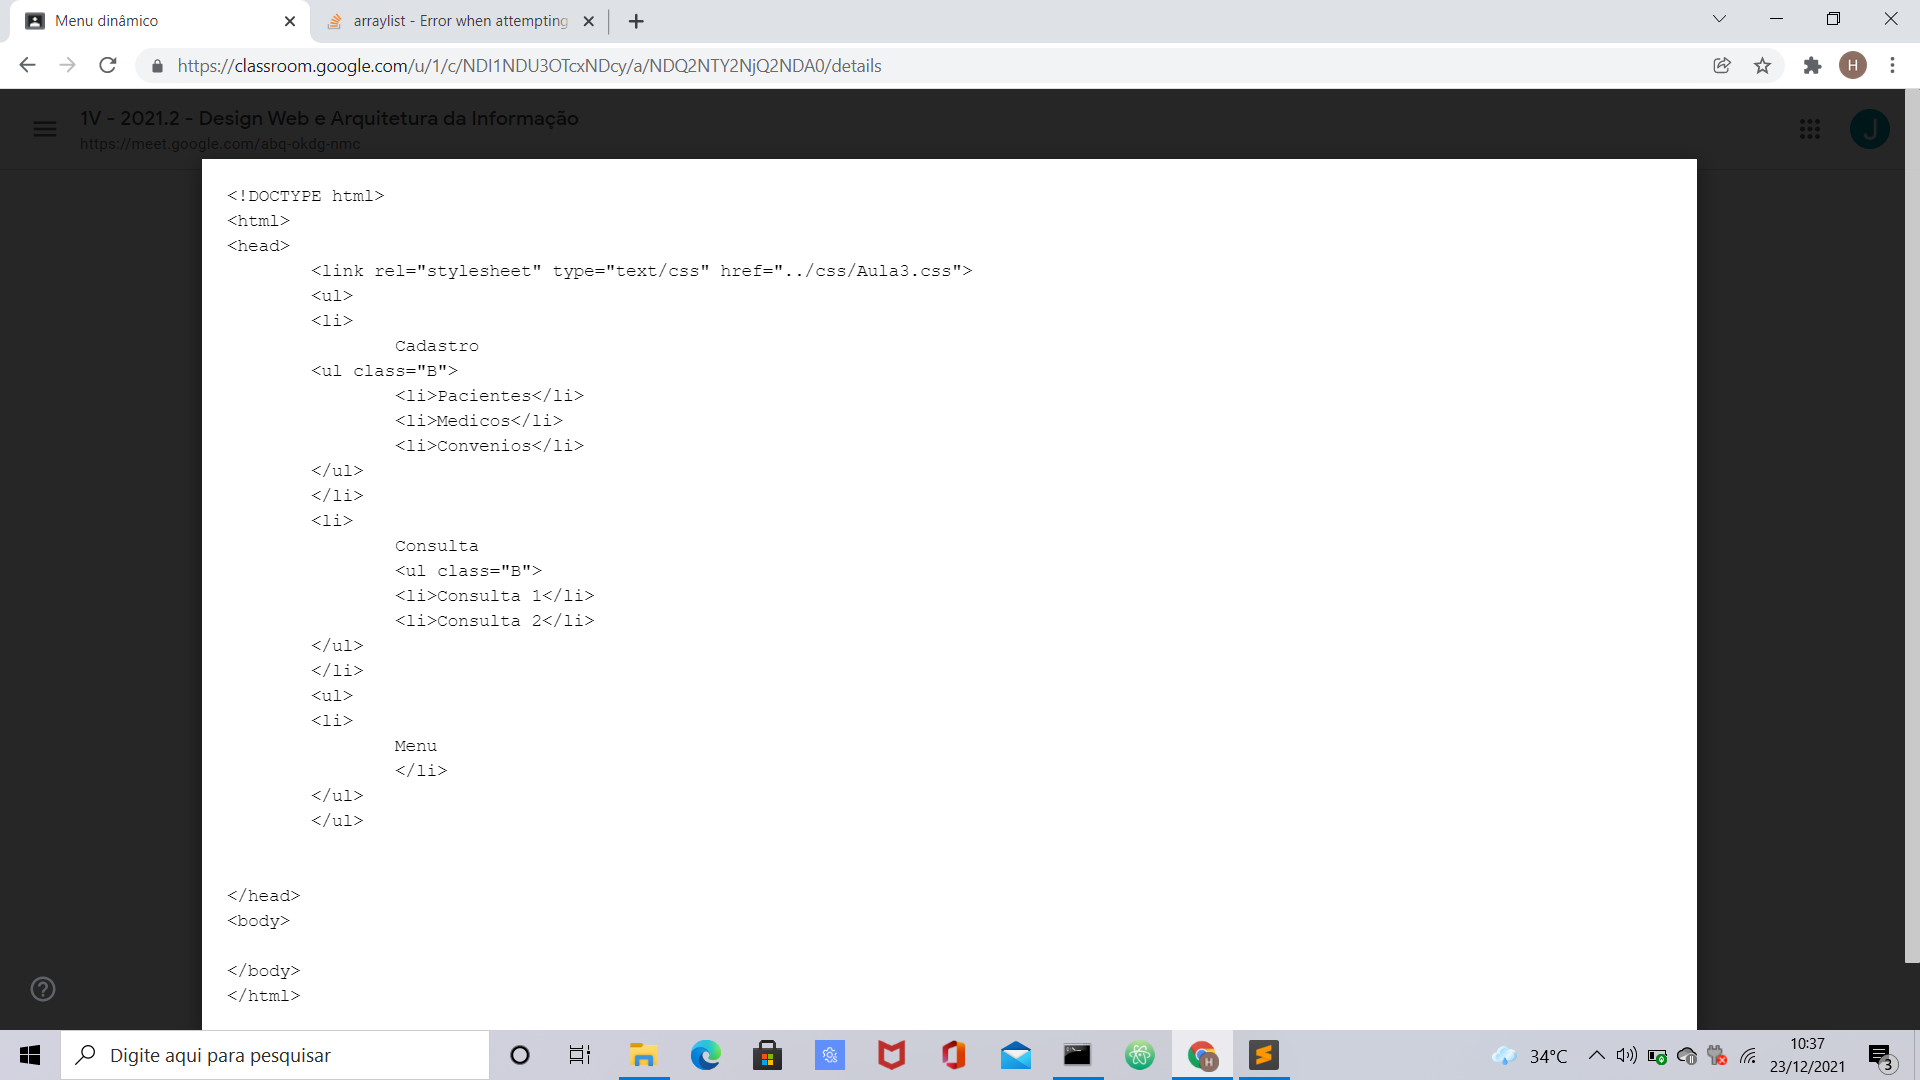 Menu dinâmico
arraylist - Error when attempting
https://classroom.google.com/u/1/c/NDI1NDU3OTcxNDcy/a/NDQ2NTY2NjQ2NDA0/details
H
1V - 2021.2 - Design Web e Arquitetura da Informação
https://meet.google.com/abq-okdg-nmc
J
<!DOCTYPE html>
<html>
<head>
<link rel="stylesheet" type="text/css" href="../css/Aula3.css">
<ul>
<li>
Cadastro
<ul class="B">
<li>Pacientes</li>
<li>Medicos</li>
<li>Convenios</li>
</ul>
</li>
<li>
Consulta
<ul class="B">
<li>Consulta 1</li>
<li>Consulta 2</li>
</ul>
</li>
<ul>
<li>
Menu
</li>
</ul>
</ul>
</head>
<body>
</body>
</html>
Digite aqui para pesquisar
H
34°C
10:37
23/12/2021
3